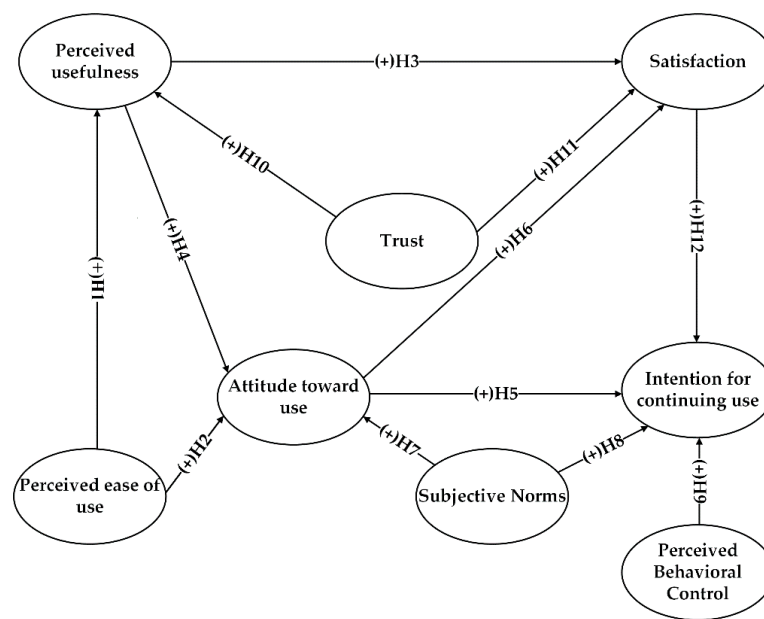 Perceived
usefulness
(+)H3
Satisfaction
(+)H10
(+)H11
Trust
(+)H4
(+)H6
(+)H12
(+)H1
Attitude toward
use
(+)H5
Intention for
continuing use
(+)H2
(+)H7
(+)H8
Perceived ease of
use
Subjective Norms
(+)H9
Perceived
Behavioral
Control